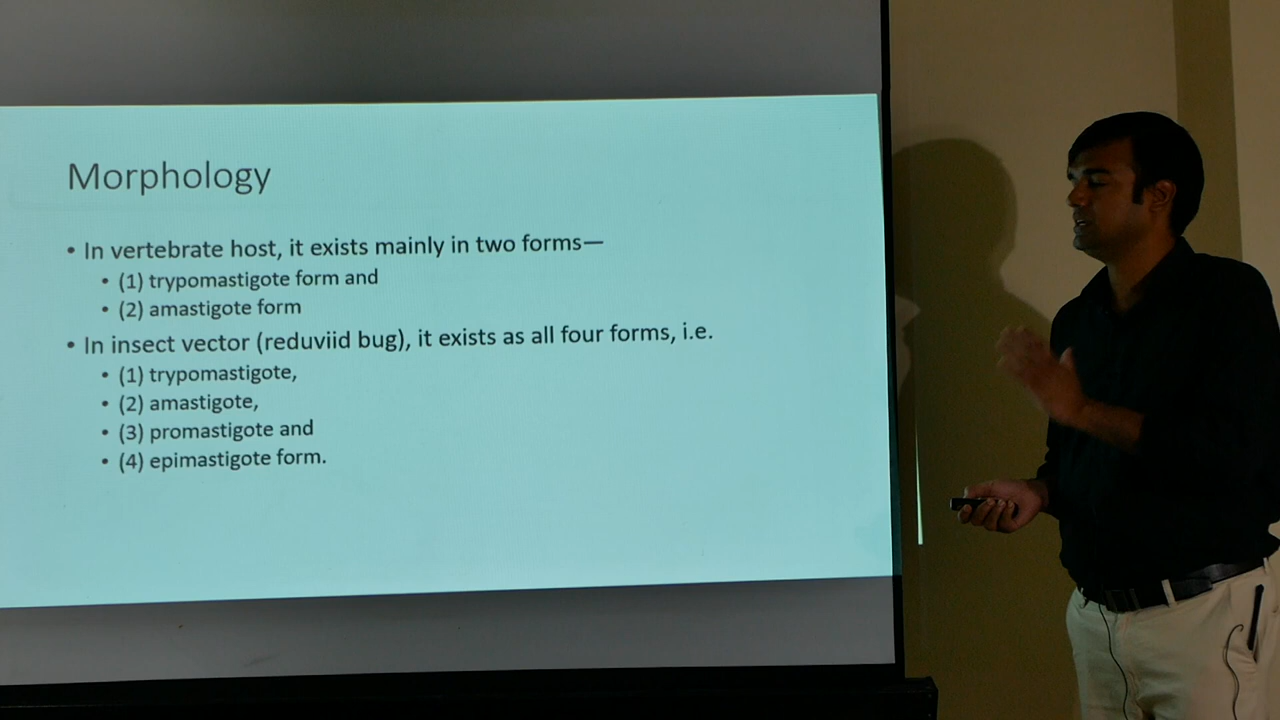 Morphology
• In vertebrate host, it exists mainly in two forms—
• (1) trypomastigote form and
• (2) amastigote form
• In insect vector (reduviid bug), it exists as all four forms, i.e.
• (1) trypomastigote,
• (2) amastigote,
• (3) promastigote and
• (4) epimastigote form.